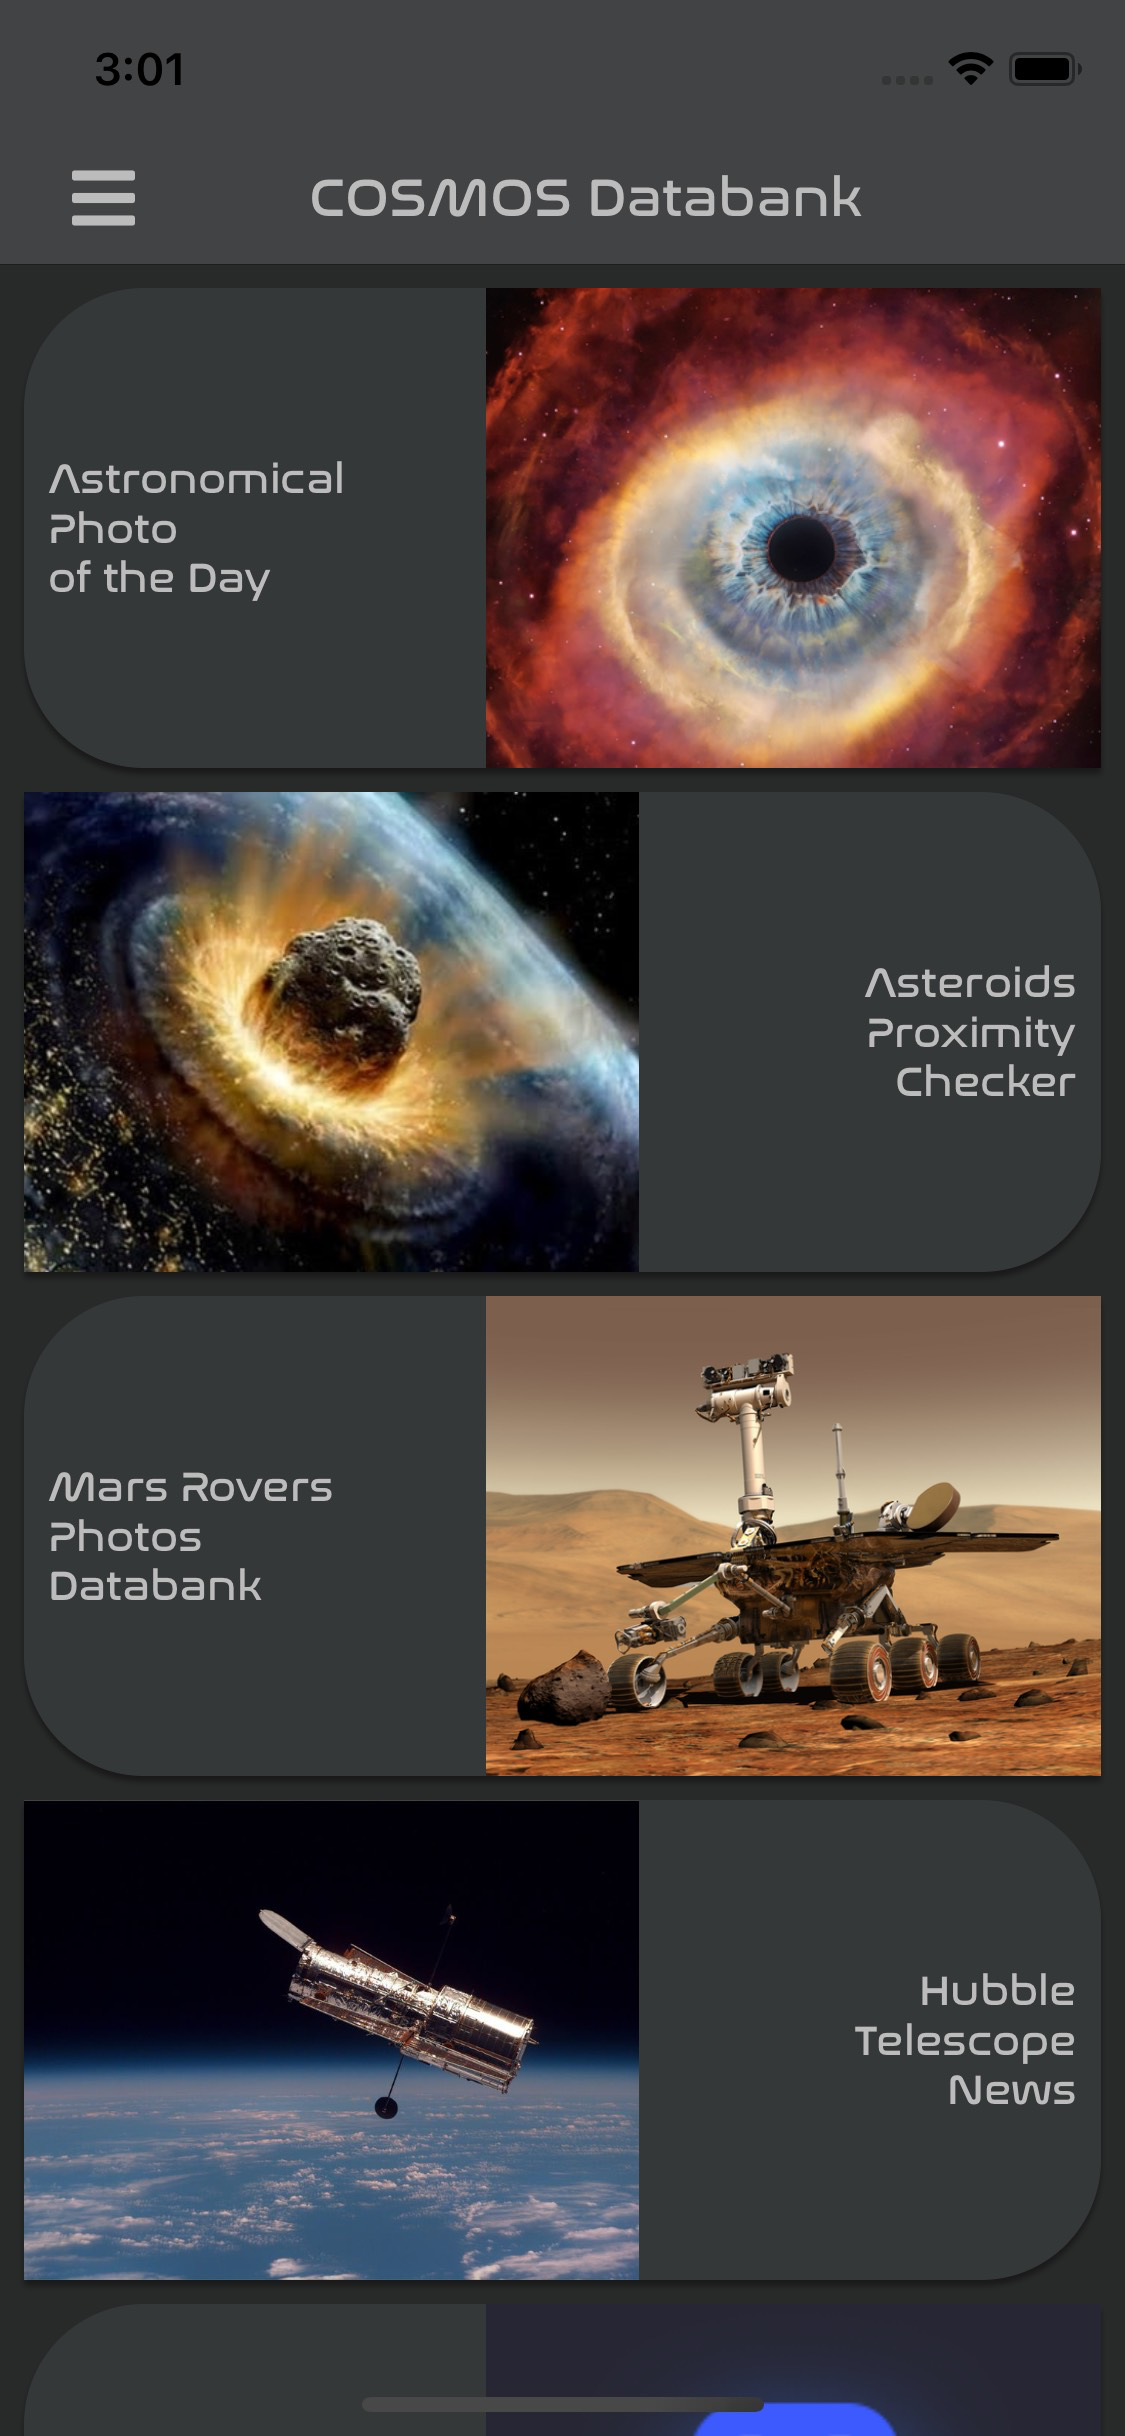 3:01
COSMOS Databank
Astronomical
Photo
of the Day
Asteroids
Proximity
Checker
Mars Rovers
Photos
Databank
Hubble
Telescope
News